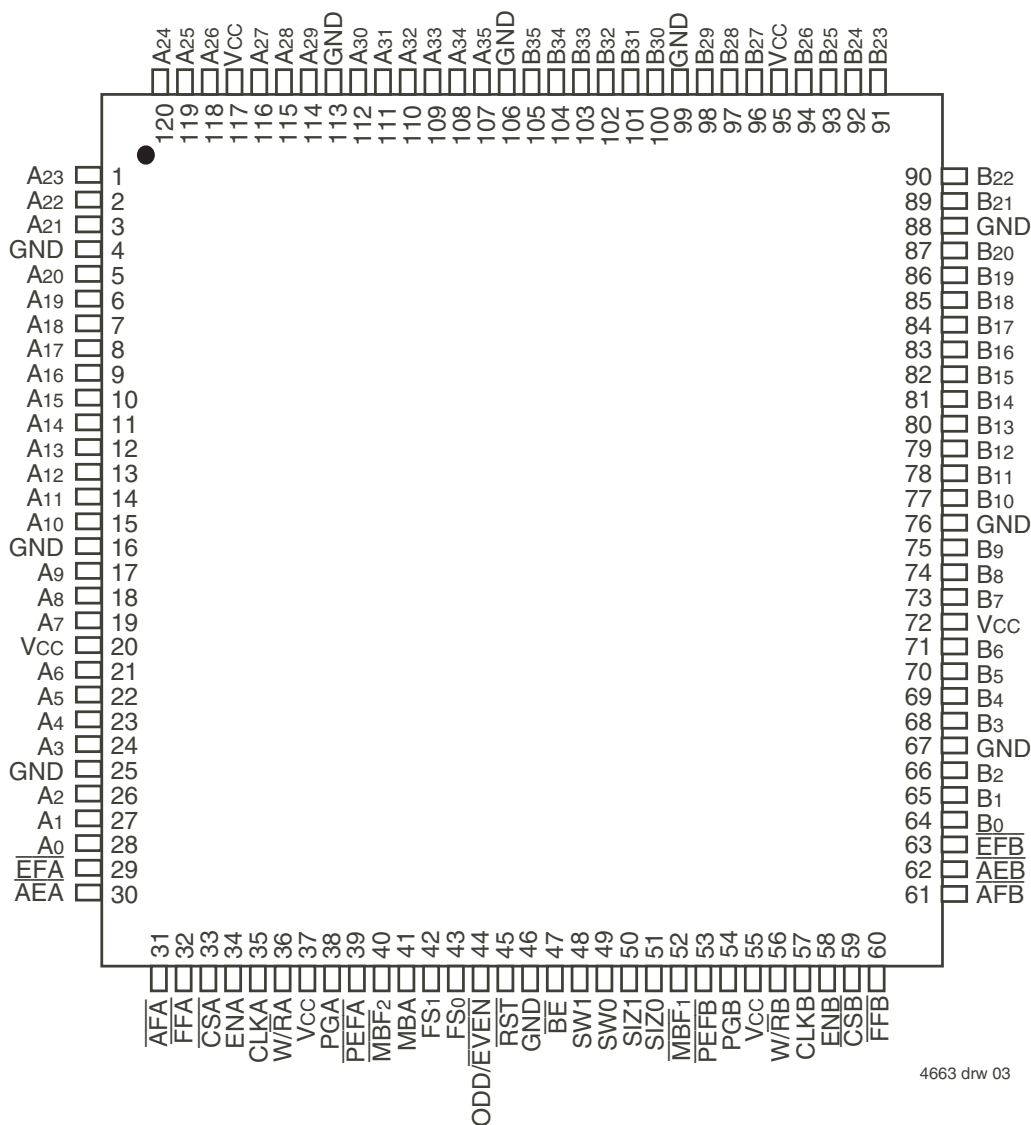 A24 A25 A26 VCC A27 A28 A29 GND A30 A31 A32 A33 A34 A35 GND B35 B34 B33 B32 B31 B30 GND B29 B28 B27 VCC B26 B25 B24 B23
120 119 118 117 116 115 114 113 112 111 110 109 108 107 106 105 104 103 102 101 100 99 98 97 96 95 94 93 92 91
A23 1 90 B22
A22 2 89 B21
A21 3 88 GND
GND 4 87 B20
A20 5 86 B19
A19 6 85 B18
A18 7 84 B17
A17 8 83 B16
A16 9 82 B15
A15 10 81 B14
A14 11 80 B13
A13 12 79 B12
A12 13 78 B11
A11 14 77 B10
A10 15 76 GND
GND 16 75 B9
A9 17 74 B8
A8 18 73 B7
A7 19 72 VCC
VCC 20 71 B6
A6 21 70 B5
A5 22 69 B4
A4 23 68 B3
A3 24 67 GND
GND 25 66 B2
A2 26 65 B1
A1 27 64 B0
A0 28 63 EFB
EFA 29 62 AEB
AEA 30 61 AFB
31 32 33 34 35 36 37 38 39 40 41 42 43 44 45 46 47 48 49 50 51 52 53 54 55 56 57 58 59 60
AFA FFA CSA ENA CLKA W/RA VCC PGA PEFA MBF2 MBA FS1 FS0 ODD/EVEN RST GND BE SW1 SW0 SIZ1 SIZ0 MBF1 PEFB PGB VCC W/RB CLKB ENB CSB FFB
4663 drw 03